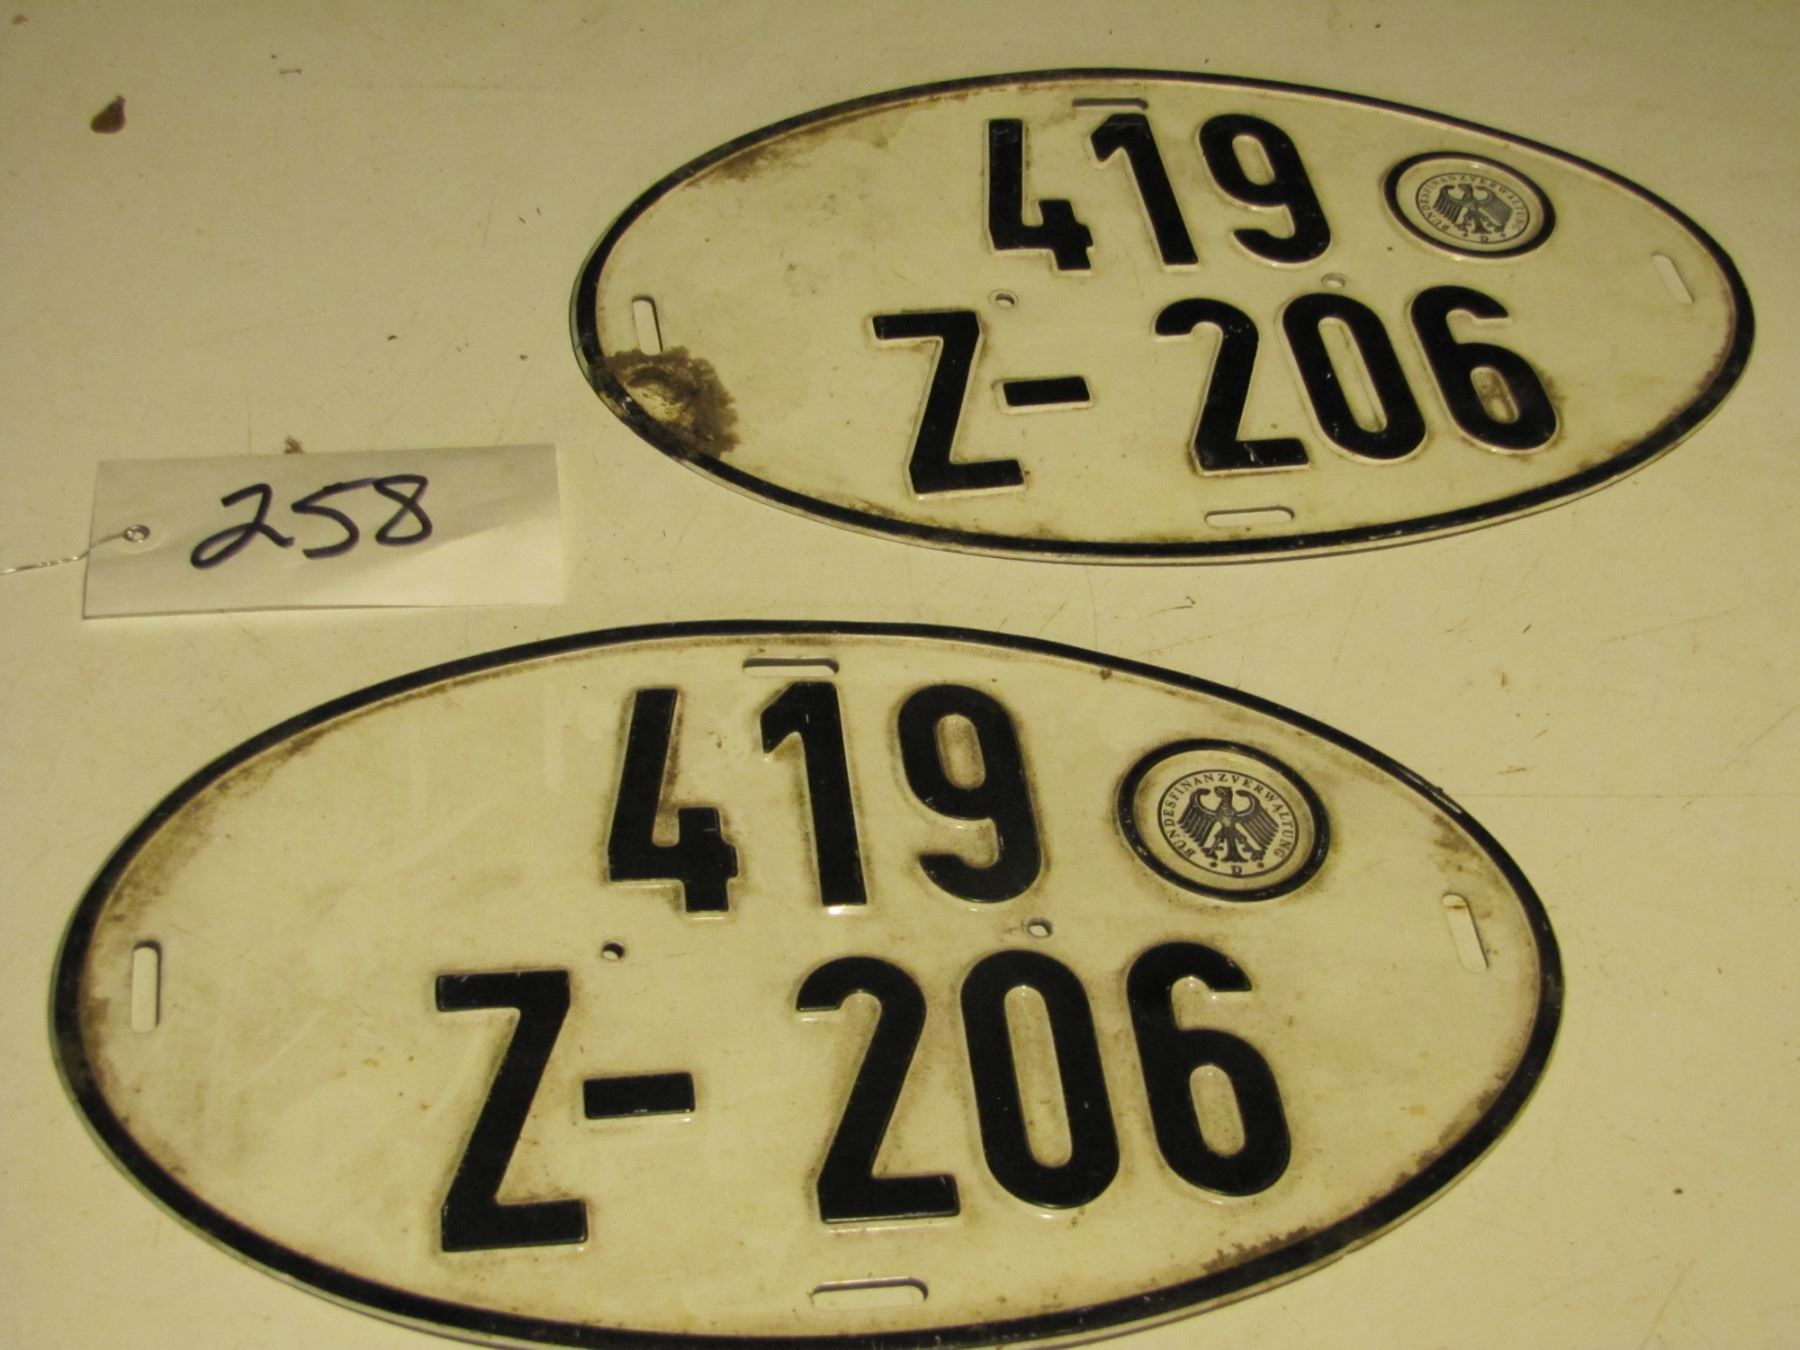 419
BUNDESFINANZVERWALTUNG
D
Z-206
258
419
BUNDESFINANZVERWALTUNG
D
Z-206